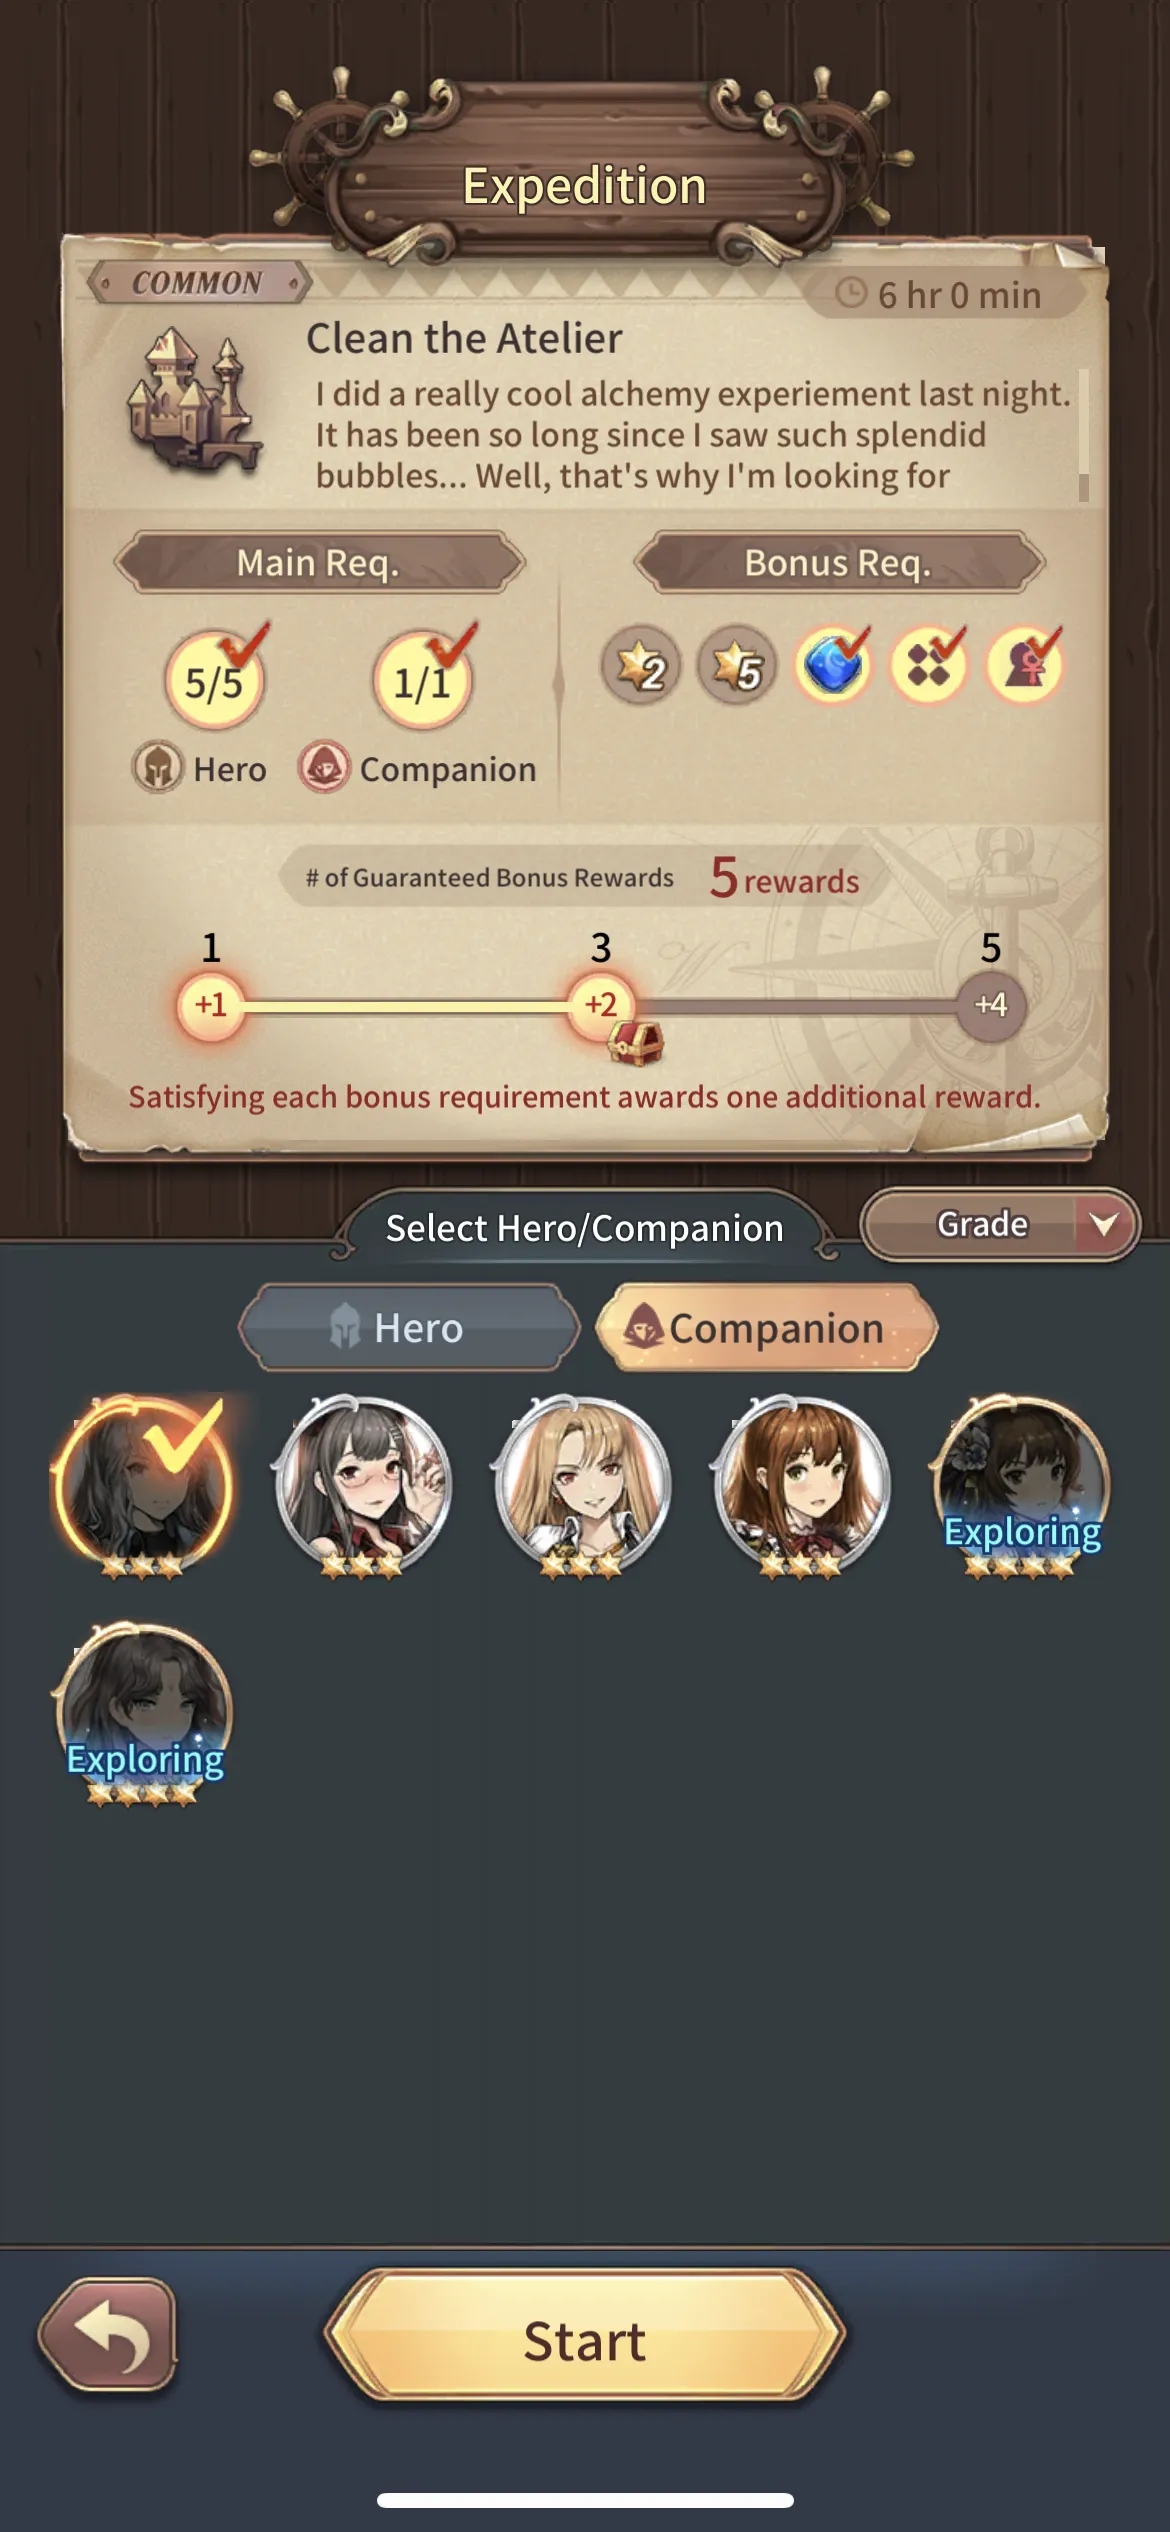 Expedition
COMMON
6 hr 0 min
Clean the Atelier
I did a really cool alchemy experiement last night.
It has been so long since I saw such splendid
bubbles... Well, that's why I'm looking for
Main Req.
Bonus Req.
5/5
1/1
2
5
Hero
Companion
# of Guaranteed Bonus Rewards 5 rewards
1
3
5
+1
+2
+4
Satisfying each bonus requirement awards one additional reward.
Select Hero/Companion
Grade
Hero
Companion
Exploring
Exploring
Start